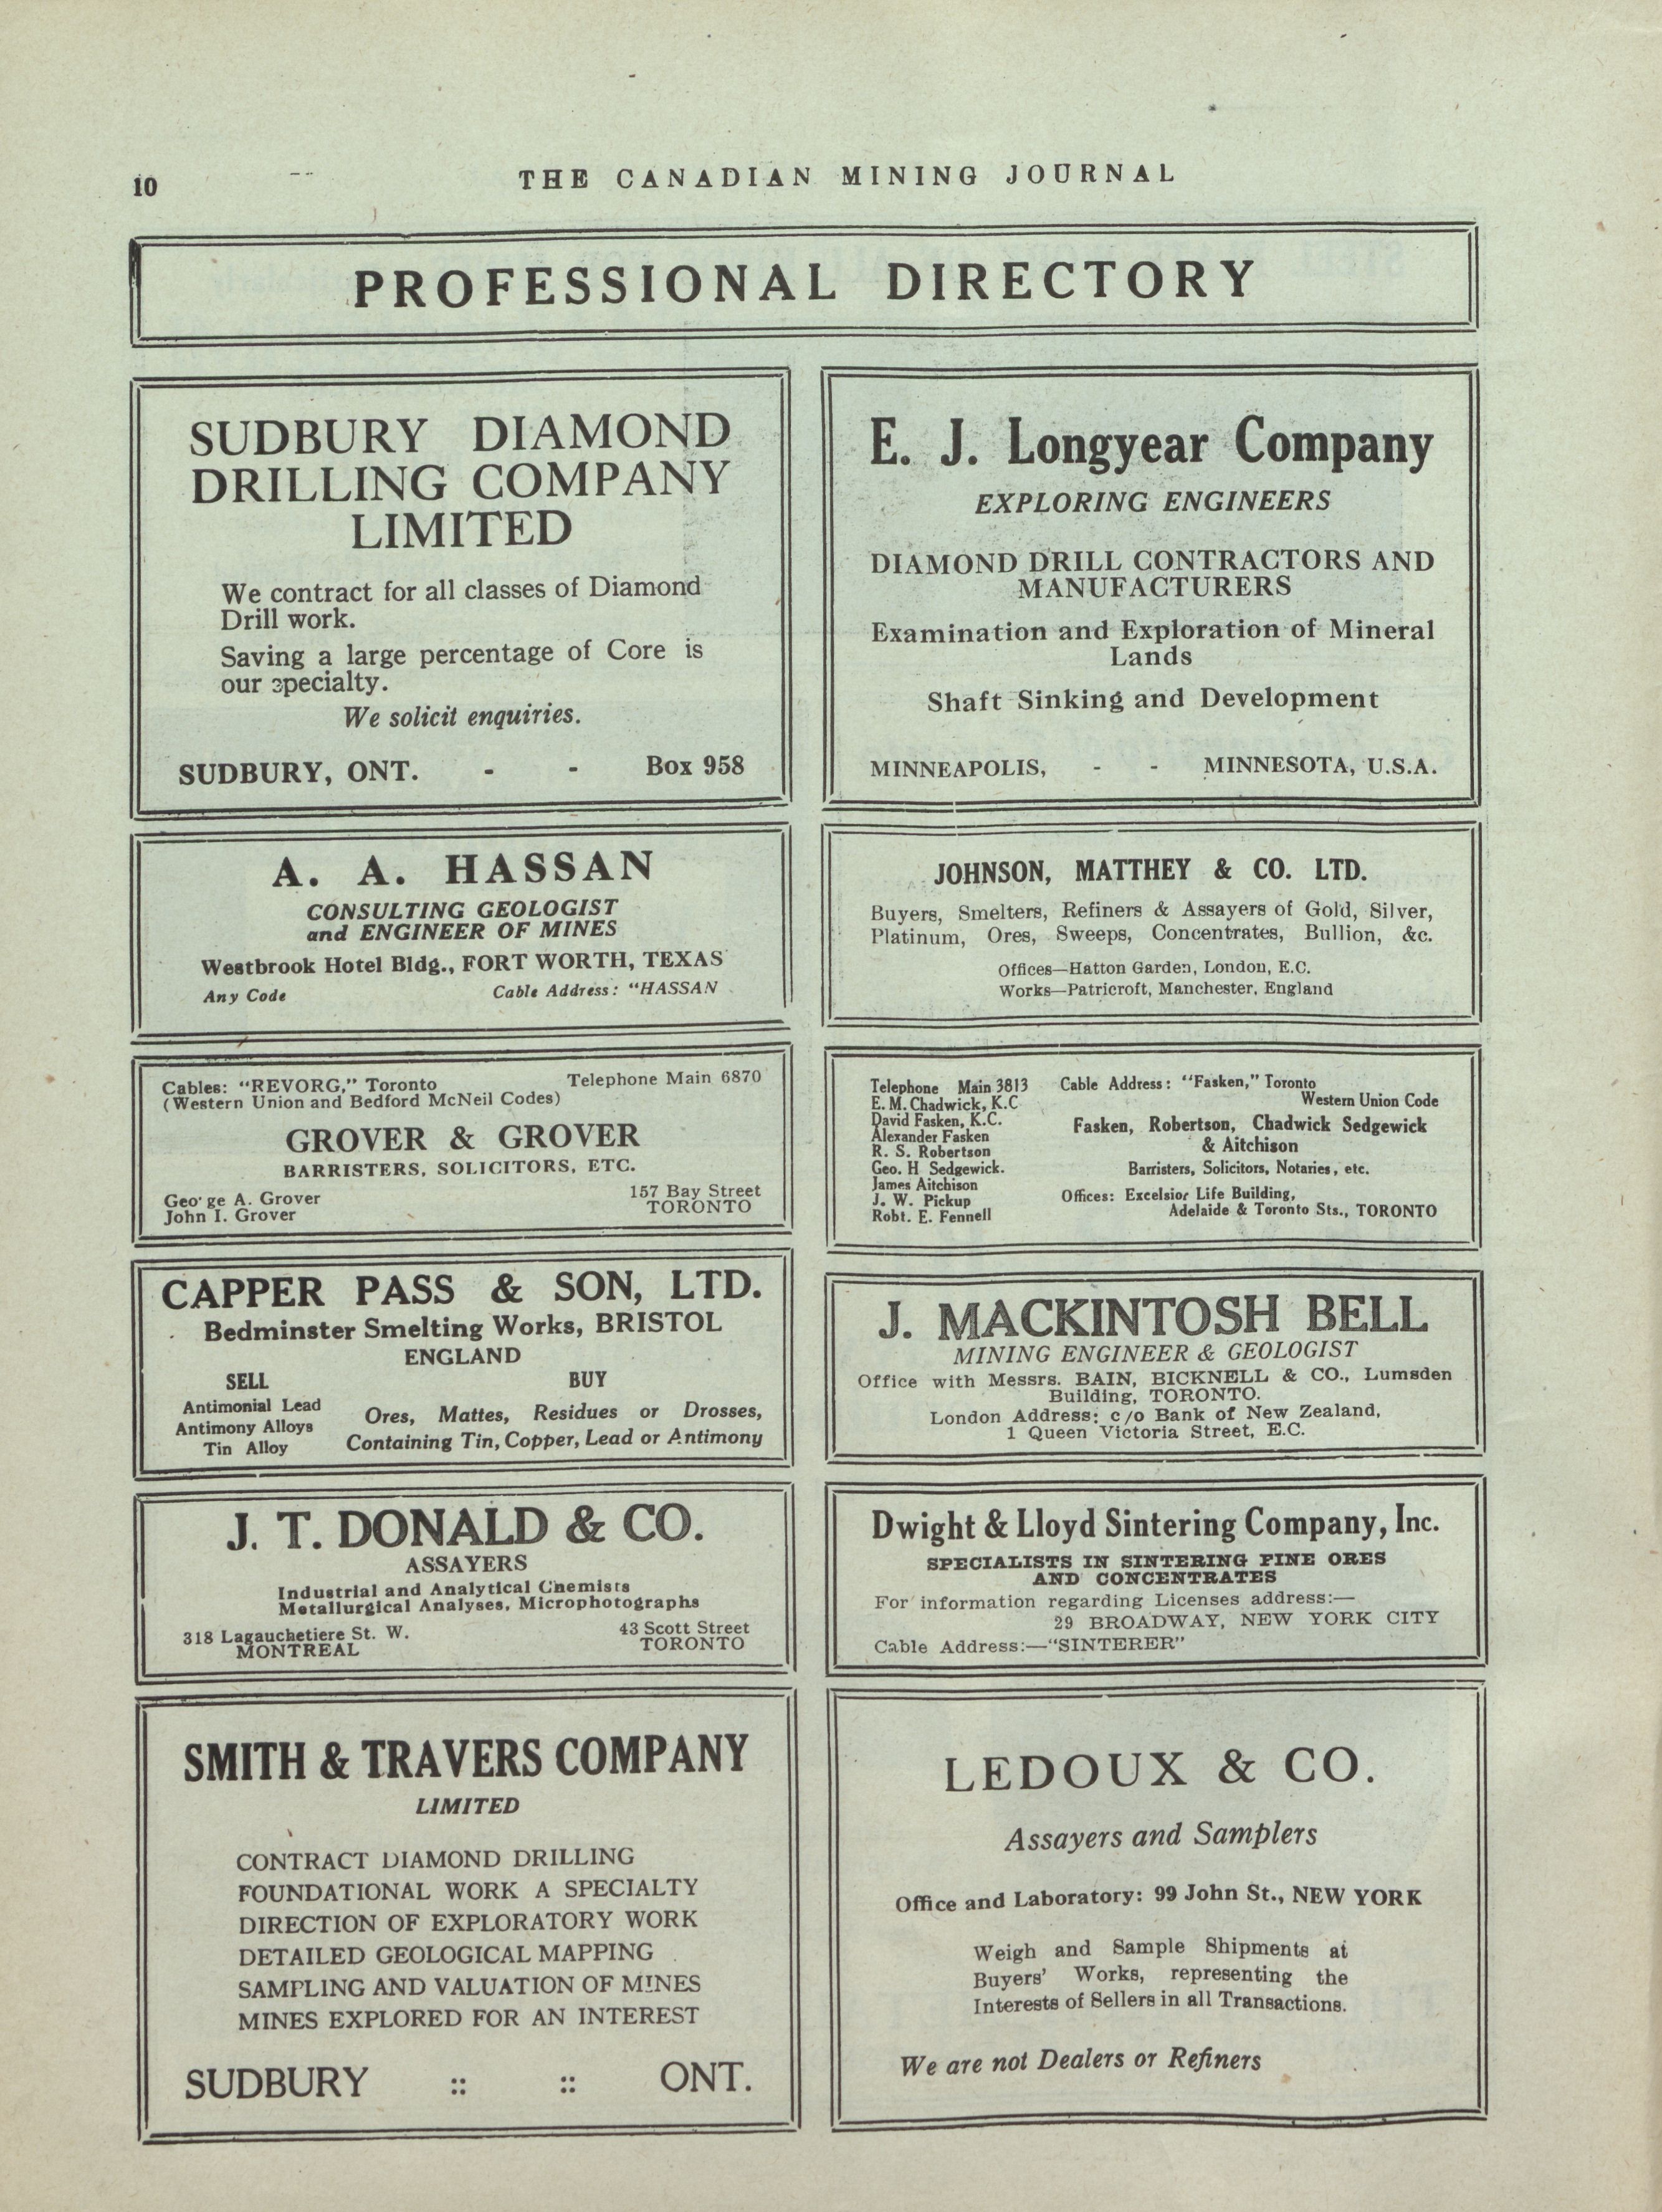 10
THE CANADIAN MINING JOURNAL
PROFESSIONAL DIRECTORY
SUDBURY DIAMOND
DRILLING COMPANY
LIMITED
We contract for all classes of Diamond
Drill work.
Saving a large percentage of Core is
our specialty.
We solicit enquiries.
SUDBURY, ONT. - - Box 958
E. J. Longyear Company
EXPLORING ENGINEERS
DIAMOND DRILL CONTRACTORS AND
MANUFACTURERS
Examination and Exploration of Mineral
Lands
Shaft Sinking and Development
MINNEAPOLIS, - - MINNESOTA, U.S.A.
A. A. HASSAN
CONSULTING GEOLOGIST
and ENGINEER OF MINES
Westbrook Hotel Bldg., FORT WORTH, TEXAS
Any Code Cable Address: "HASSAN
JOHNSON, MATTHEY & CO. LTD.
Buyers, Smelters, Refiners & Assayers of Gold, Silver,
Platinum, Ores, Sweeps, Concentrates, Bullion, &c.
Offices—Hatton Garden, London, E.C.
Works—Patricroft, Manchester, England
Cables: "REVORG," Toronto Telephone Main 6870
(Western Union and Bedford McNeil Codes)
GROVER & GROVER
BARRISTERS, SOLICITORS, ETC.
Geo'ge A. Grover 157 Bay Street
John I. Grover TORONTO
Telephone Main 3813
E. M. Chadwick, K.C
David Fasken, K.C.
Alexander Fasken
R. S. Robertson
Geo. H Sedgewick.
James Aitchison
J. W. Pickup
Robt. E. Fennell
Cable Address: "Fasken," Toronto
Western Union Code
Fasken, Robertson, Chadwick Sedgewick
& Aitchison
Barristers, Solicitors, Notaries, etc.
Offices: Excelsior Life Building,
Adelaide & Toronto Sts., TORONTO
CAPPER PASS & SON, LTD.
Bedminster Smelting Works, BRISTOL
ENGLAND
SELL
Antimonial Lead
Antimony Alloys
Tin Alloy
BUY
Ores, Mattes, Residues or Drosses,
Containing Tin, Copper, Lead or Antimony
J. MACKINTOSH BELL
MINING ENGINEER & GEOLOGIST
Office with Messrs. BAIN, BICKNELL & CO., Lumsden
Building, TORONTO.
London Address: c/o Bank of New Zealand,
1 Queen Victoria Street, E.C.
J. T. DONALD & CO.
ASSAYERS
Industrial and Analytical Chemists
Metallurgical Analyses, Microphotographs
318 Lagauchetiere St. W. 43 Scott Street
MONTREAL TORONTO
Dwight & Lloyd Sintering Company, Inc.
SPECIALISTS IN SINTERING FINE ORES
AND CONCENTRATES
For information regarding Licenses address:—
29 BROADWAY, NEW YORK CITY
Cable Address:—"SINTERER"
SMITH & TRAVERS COMPANY
LIMITED
CONTRACT DIAMOND DRILLING
FOUNDATIONAL WORK A SPECIALTY
DIRECTION OF EXPLORATORY WORK
DETAILED GEOLOGICAL MAPPING
SAMPLING AND VALUATION OF MINES
MINES EXPLORED FOR AN INTEREST
SUDBURY :: :: ONT.
LEDOUX & CO.
Assayers and Samplers
Office and Laboratory: 99 John St., NEW YORK
Weigh and Sample Shipments at
Buyers' Works, representing the
Interests of Sellers in all Transactions.
We are not Dealers or Refiners